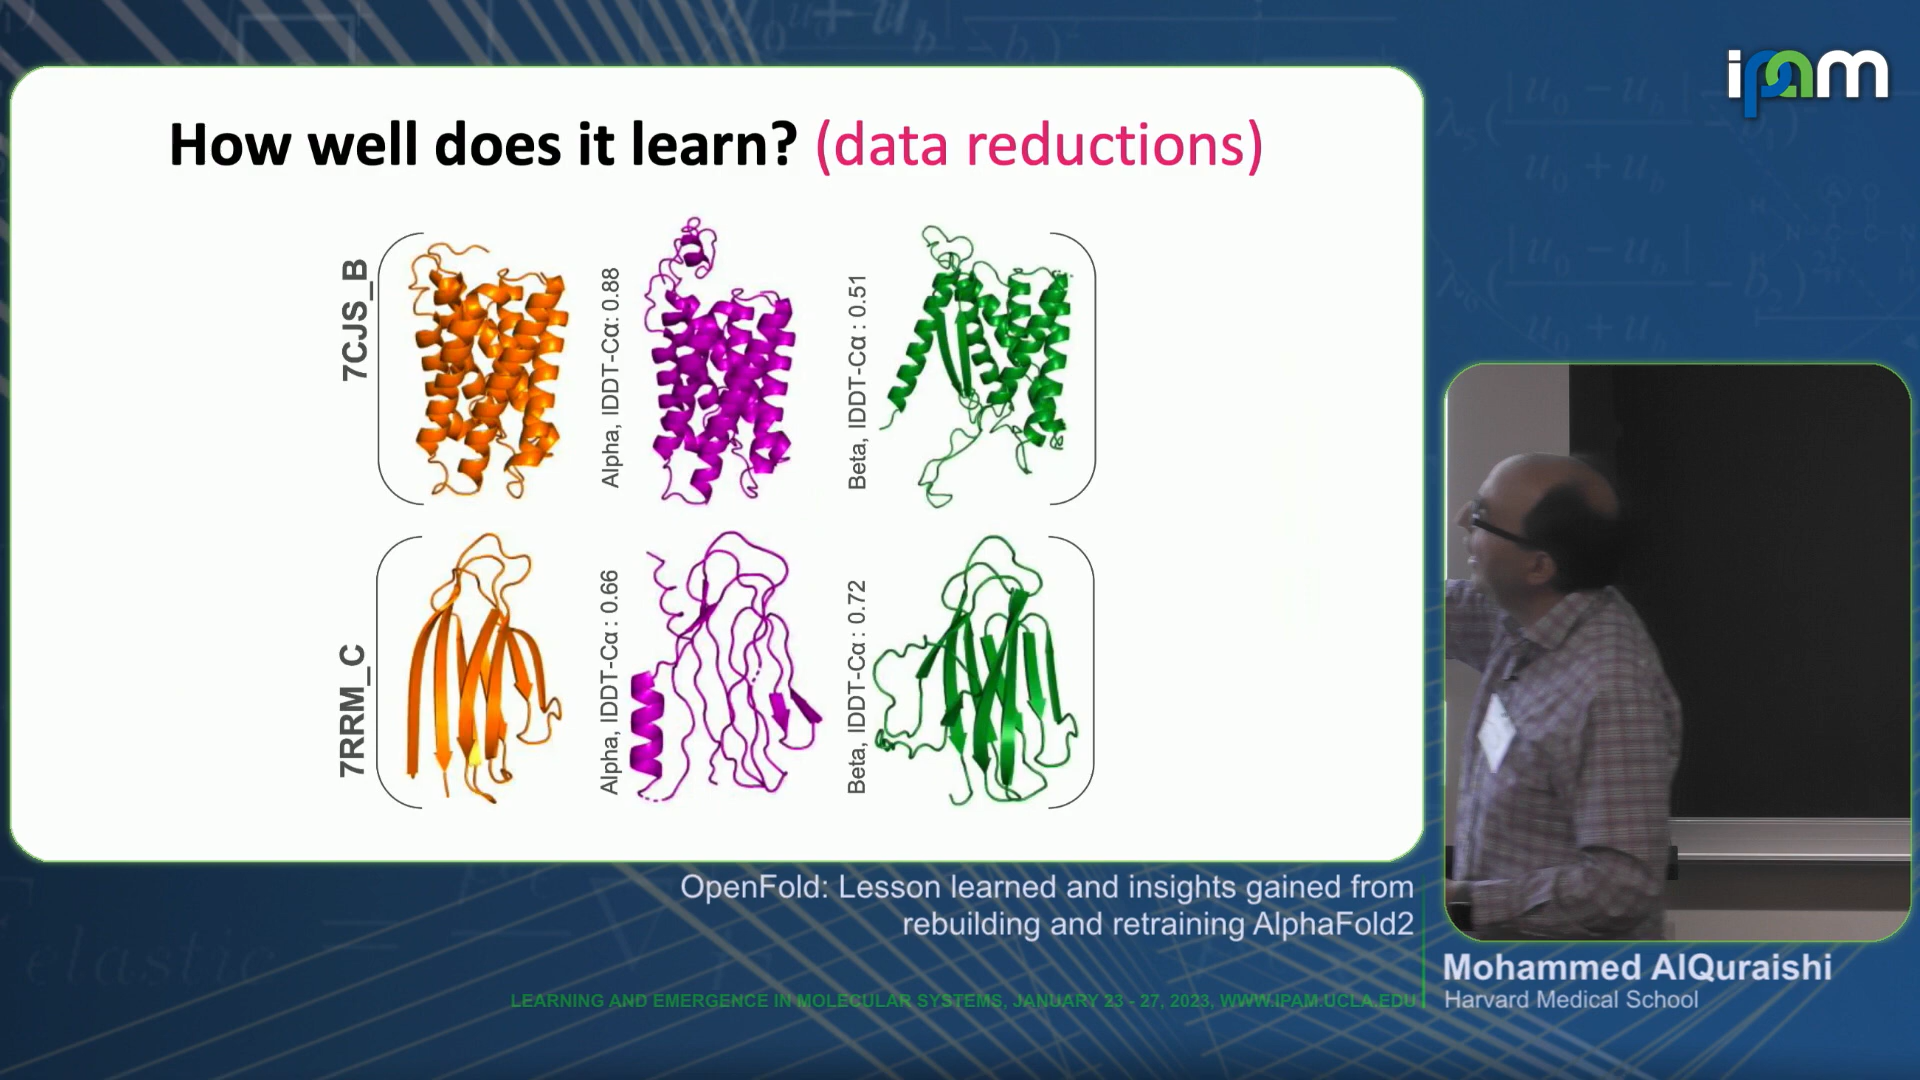 ipam
How well does it learn? (data reductions)
7CJS_B
Alpha, lDDT-Cα: 0.88
Beta, lDDT-Cα : 0.51
7RRM_C
Alpha, lDDT-Cα : 0.66
Beta, lDDT-Cα : 0.72
OpenFold: Lesson learned and insights gained from
rebuilding and retraining AlphaFold2
LEARNING AND EMERGENCE IN MOLECULAR SYSTEMS, JANUARY 23 - 27, 2023, WWW.IPAM.UCLA.EDU
Mohammed AlQuraishi
Harvard Medical School
elastic